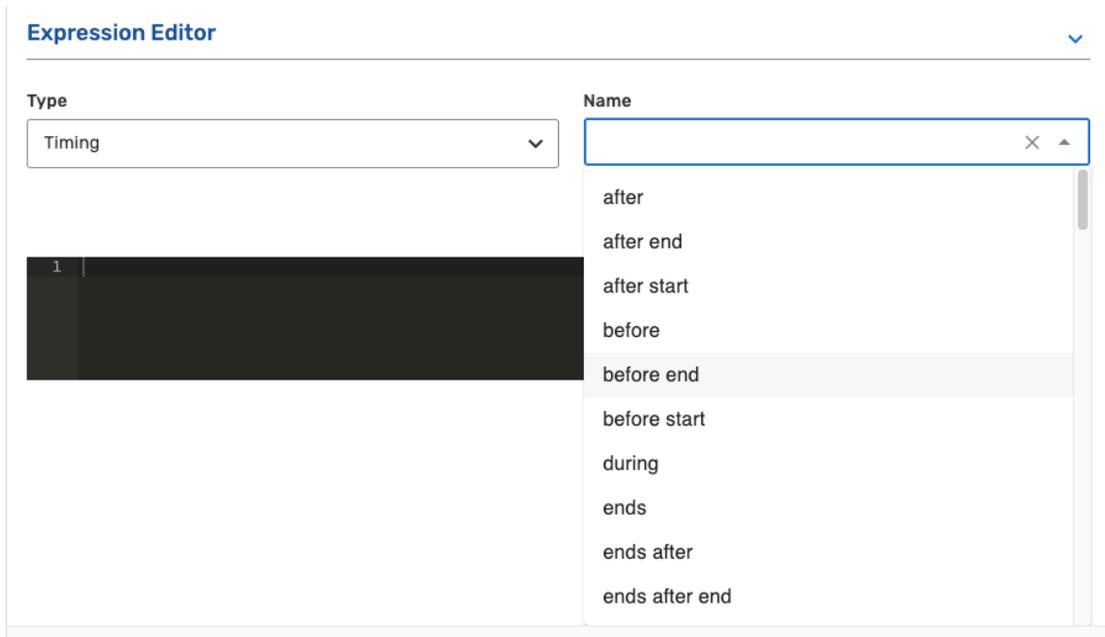 Expression Editor
Type
Name
Timing
after
after end
after start
1
before
before end
before start
during
ends
ends after
ends after end